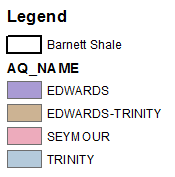 Legend
Barnett Shale
AQ_NAME
EDWARDS
EDWARDS-TRINITY
SEYMOUR
TRINITY